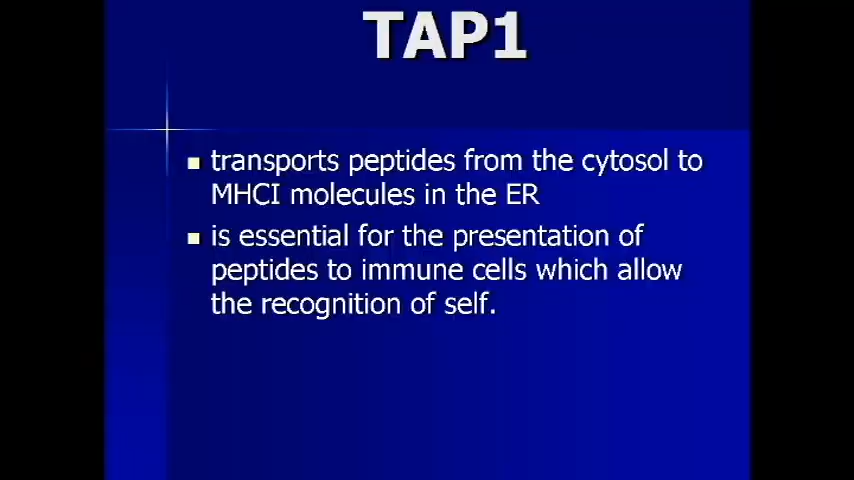 TAP1
transports peptides from the cytosol to
MHCI molecules in the ER
is essential for the presentation of
peptides to immune cells which allow
the recognition of self.